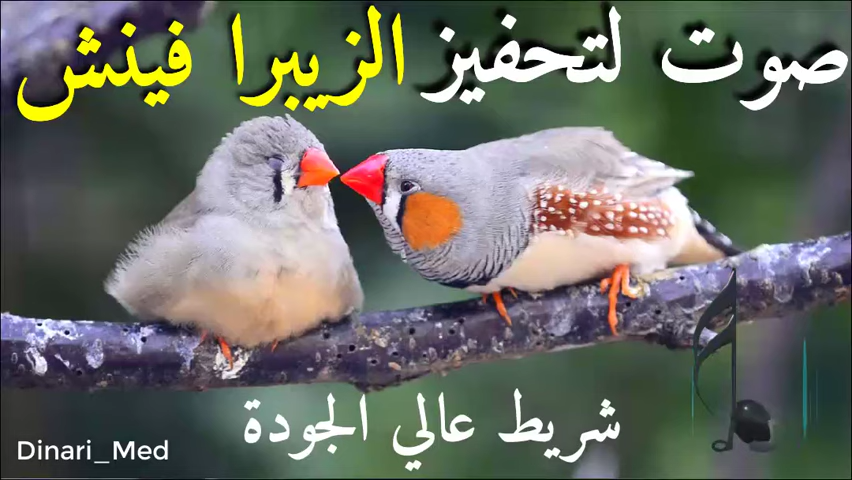 صوت لتحفيز الزيبرا فينش
شريط عالي الجودة
Dinari_Med